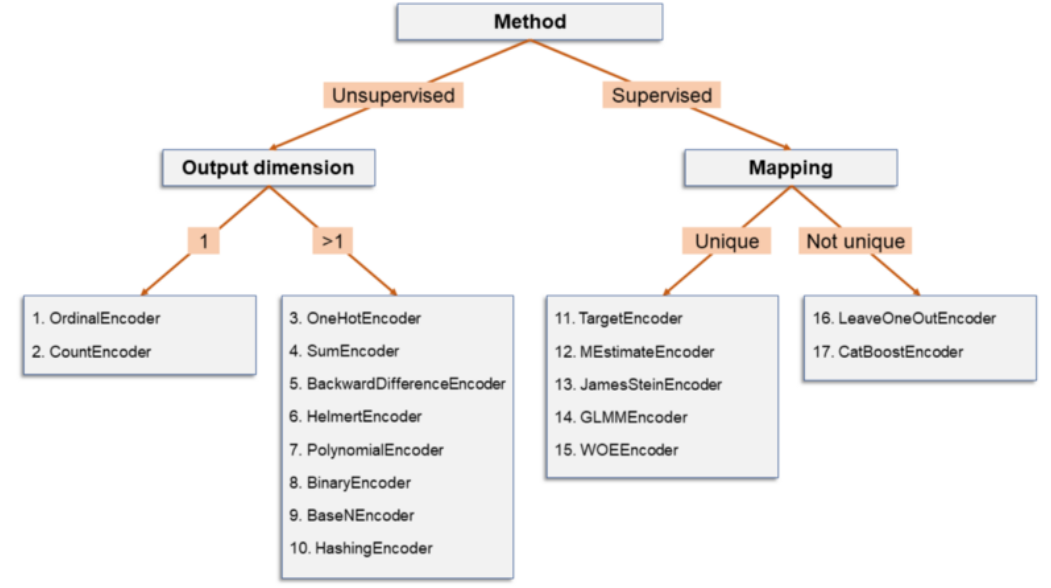 Method
Unsupervised
Supervised
Output dimension
Mapping
1
>1
Unique
Not unique
1. OrdinalEncoder
2. CountEncoder
3. OneHotEncoder
4. SumEncoder
5. BackwardDifferenceEncoder
6. HelmertEncoder
7. PolynomialEncoder
8. BinaryEncoder
9. BaseNEncoder
10. HashingEncoder
11. TargetEncoder
12. MEstimateEncoder
13. JamesSteinEncoder
14. GLMMEncoder
15. WOEEncoder
16. LeaveOneOutEncoder
17. CatBoostEncoder